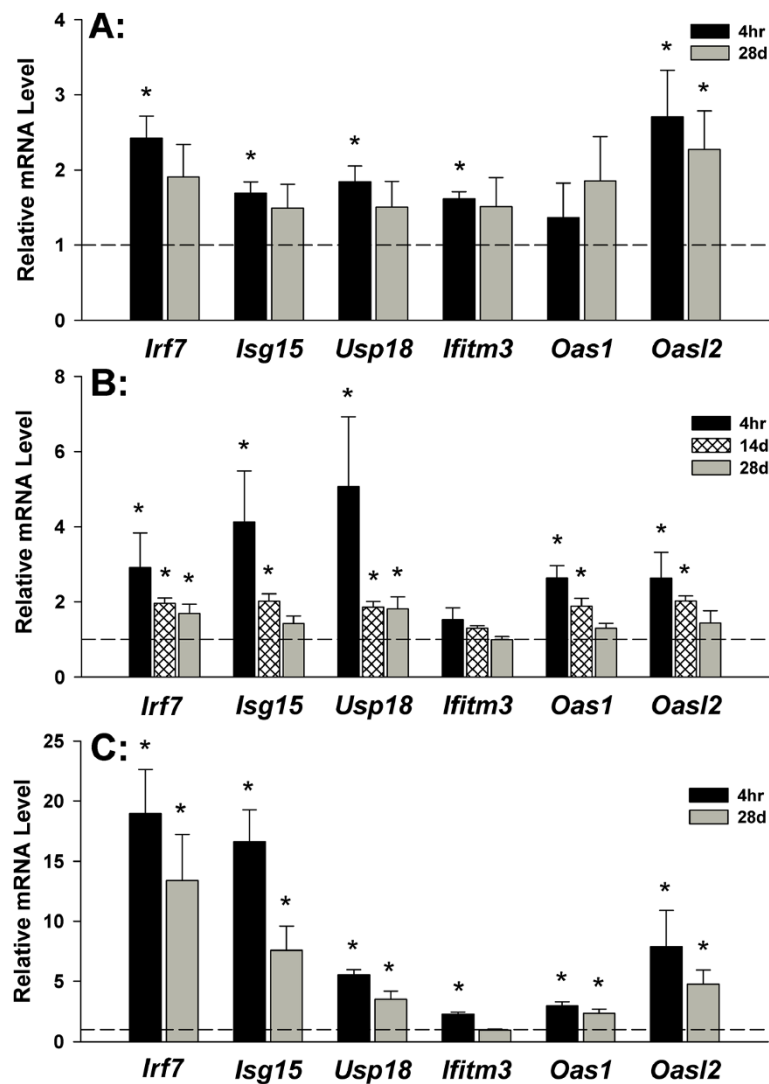 A:
4hr
28d
Relative mRNA Level
4
3
2
1
0
* * * * * *
Irf7 Isg15 Usp18 Ifitm3 Oas1 Oasl2
B:
4hr
14d
28d
Relative mRNA Level
8
6
4
2
0
* * * * * * * * * * * *
Irf7 Isg15 Usp18 Ifitm3 Oas1 Oasl2
C:
4hr
28d
Relative mRNA Level
25
20
15
10
5
0
* * * * * * * * * * *
Irf7 Isg15 Usp18 Ifitm3 Oas1 Oasl2